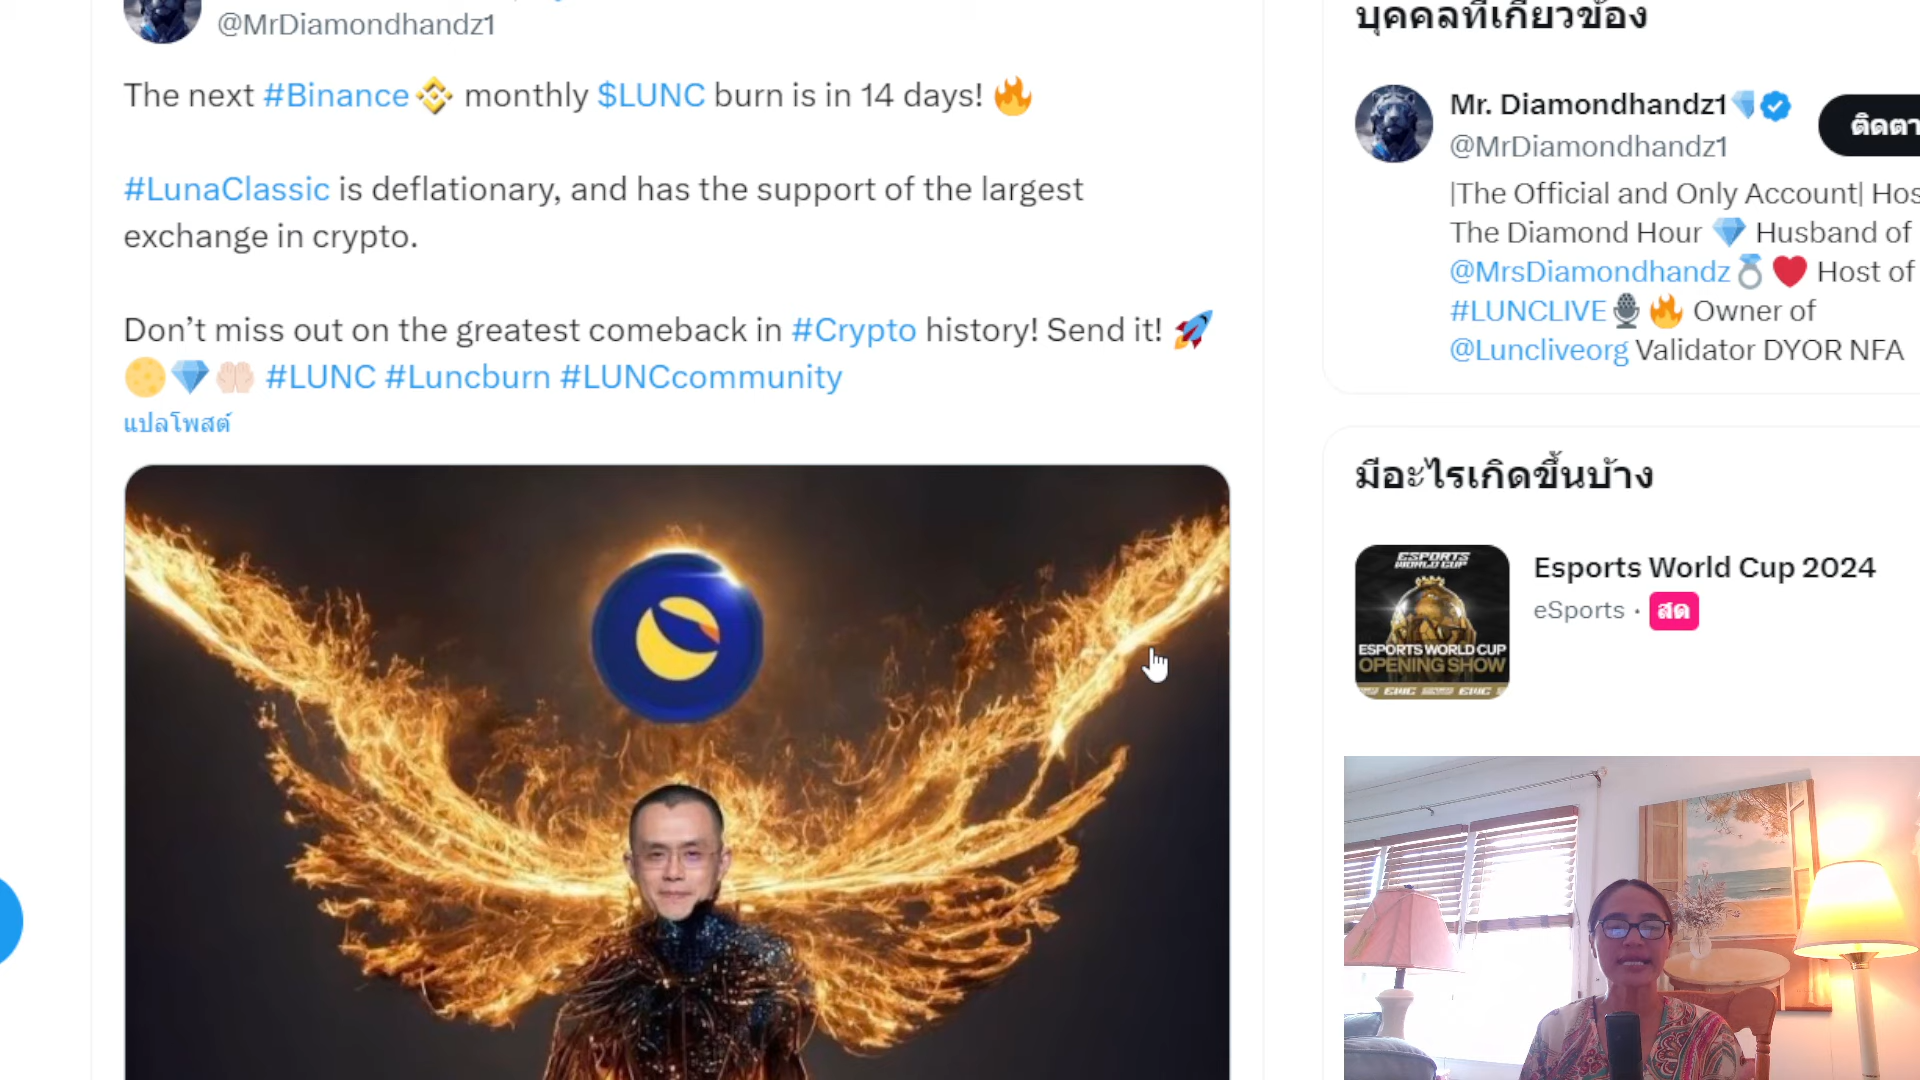 @MrDiamondhandz1
The next #Binance monthly $LUNC burn is in 14 days! 🔥
#LunaClassic is deflationary, and has the support of the largest
exchange in crypto.
Don’t miss out on the greatest comeback in #Crypto history! Send it! 🚀
🌕💎🤲🏻 #LUNC #Luncburn #LUNCcommunity
แปลโพสต์
บุคคลที่เกี่ยวข้อง
Mr. Diamondhandz1💎
@MrDiamondhandz1
ติดตา
|The Official and Only Account| Hos
The Diamond Hour 💎 Husband of
@MrsDiamondhandz💍❤️ Host of
#LUNCLIVE🎙️🔥 Owner of
@Luncliveorg Validator DYOR NFA
มีอะไรเกิดขึ้นบ้าง
Esports World Cup 2024
eSports · สด
ESPORTS
WORLD CUP
ESPORTS WORLD CUP
OPENING SHOW
EWC EWC